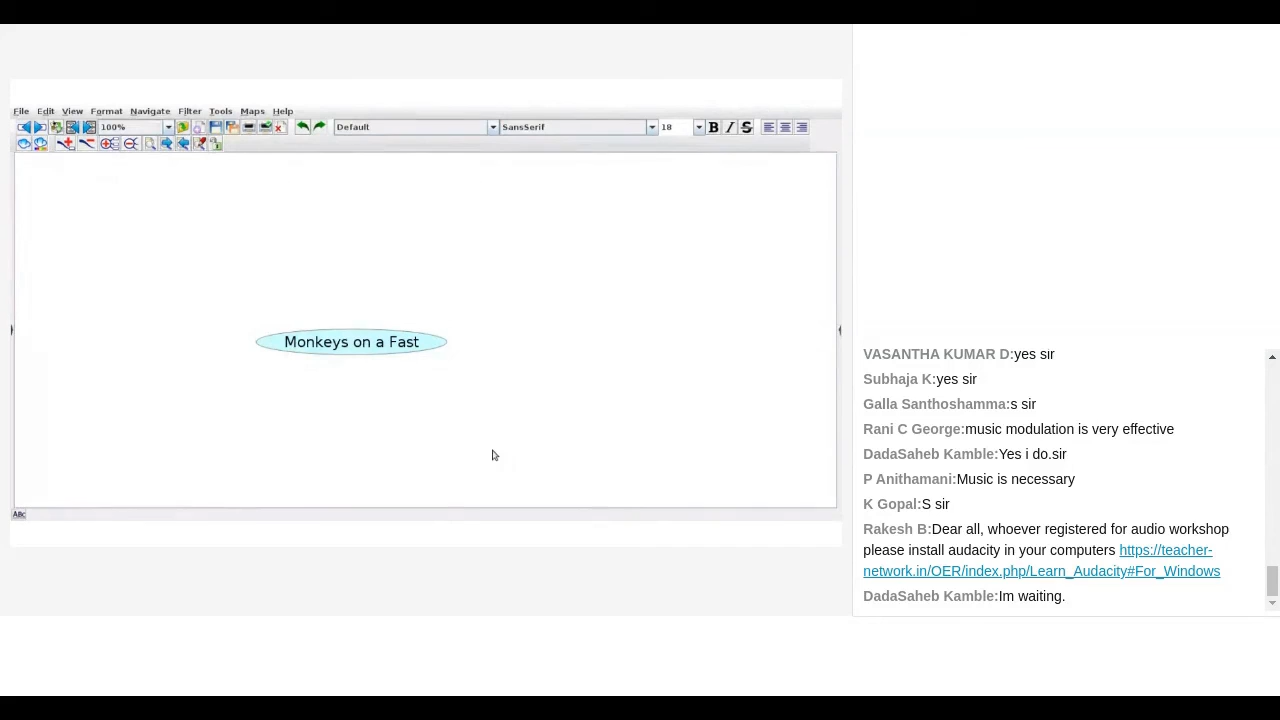 File Edit View Format Navigate Filter Tools Maps Help
100% Default SansSerif 18 B I S
Monkeys on a Fast
ABC
VASANTHA KUMAR D:yes sir
Subhaja K:yes sir
Galla Santhoshamma:s sir
Rani C George:music modulation is very effective
DadaSaheb Kamble:Yes i do.sir
P Anithamani:Music is necessary
K Gopal:S sir
Rakesh B:Dear all, whoever registered for audio workshop
please install audacity in your computers https://teacher-
network.in/OER/index.php/Learn_Audacity#For_Windows
DadaSaheb Kamble:Im waiting.